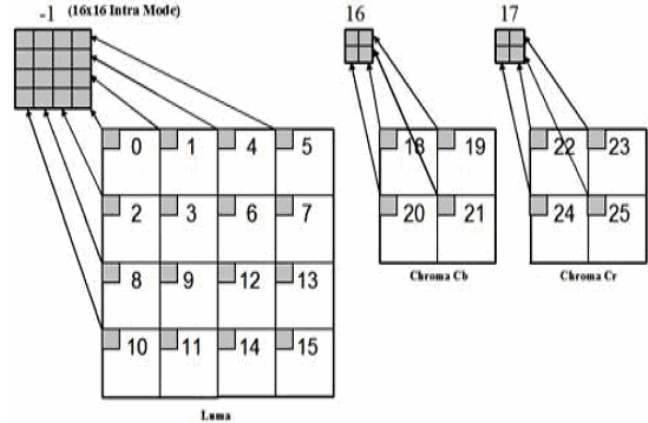 -1 (16x16 Intra Mode) 16 17
0 1 4 5 18 19 22 23
2 3 6 7 20 21 24 25
8 9 12 13
Chroma Cb Chroma Cr
10 11 14 15
Luma